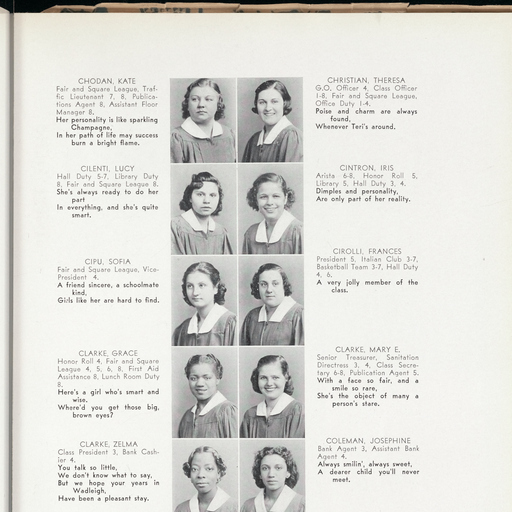 CHODAN, KATE
Fair and Square League, Traf-
fic Lieutenant 7, 8, Publica-
tions Agent 8, Assistant Floor
Manager 8.
Her personality is like sparkling
Champagne,
In her path of life may success
burn a bright flame.
CILENTI, LUCY
Hall Duty 5-7, Library Duty
8, Fair and Square League 8.
She's always ready to do her
part
In everything, and she's quite
smart.
CIPU, SOFIA
Fair and Square League, Vice-
President 4.
A friend sincere, a schoolmate
kind,
Girls like her are hard to find.
CLARKE, GRACE
Honor Roll 4, Fair and Square
League 4, 5, 6, 8, First Aid
Assistance 8, Lunch Room Duty
8.
Here's a girl who's smart and
wise.
Where'd you get those big,
brown eyes?
CLARKE, ZELMA
Class President 3, Bank Cash-
ier 4.
You talk so little,
We don't know what to say,
But we hope your years in
Wadleigh,
Have been a pleasant stay.
CHRISTIAN, THERESA
G.O. Officer 4, Class Officer
1-8, Fair and Square League,
Office Duty 1-4.
Poise and charm are always
found,
Whenever Teri's around.
CINTRON, IRIS
Arista 6-8, Honor Roll 5,
Library 5, Hall Duty 3, 4.
Dimples and personality,
Are only part of her reality.
CIROLLI, FRANCES
President 5, Italian Club 3-7,
Basketball Team 3-7, Hall Duty
4, 6.
A very jolly member of the
class.
CLARKE, MARY E.
Senior Treasurer, Sanitation
Directress 3, 4, Class Secre-
tary 6-8, Publication Agent 5.
With a face so fair, and a
smile so rare,
She's the object of many a
person's stare.
COLEMAN, JOSEPHINE
Bank Agent 3, Assistant Bank
Agent 4.
Always smilin', always sweet,
A dearer child you'll never
meet.